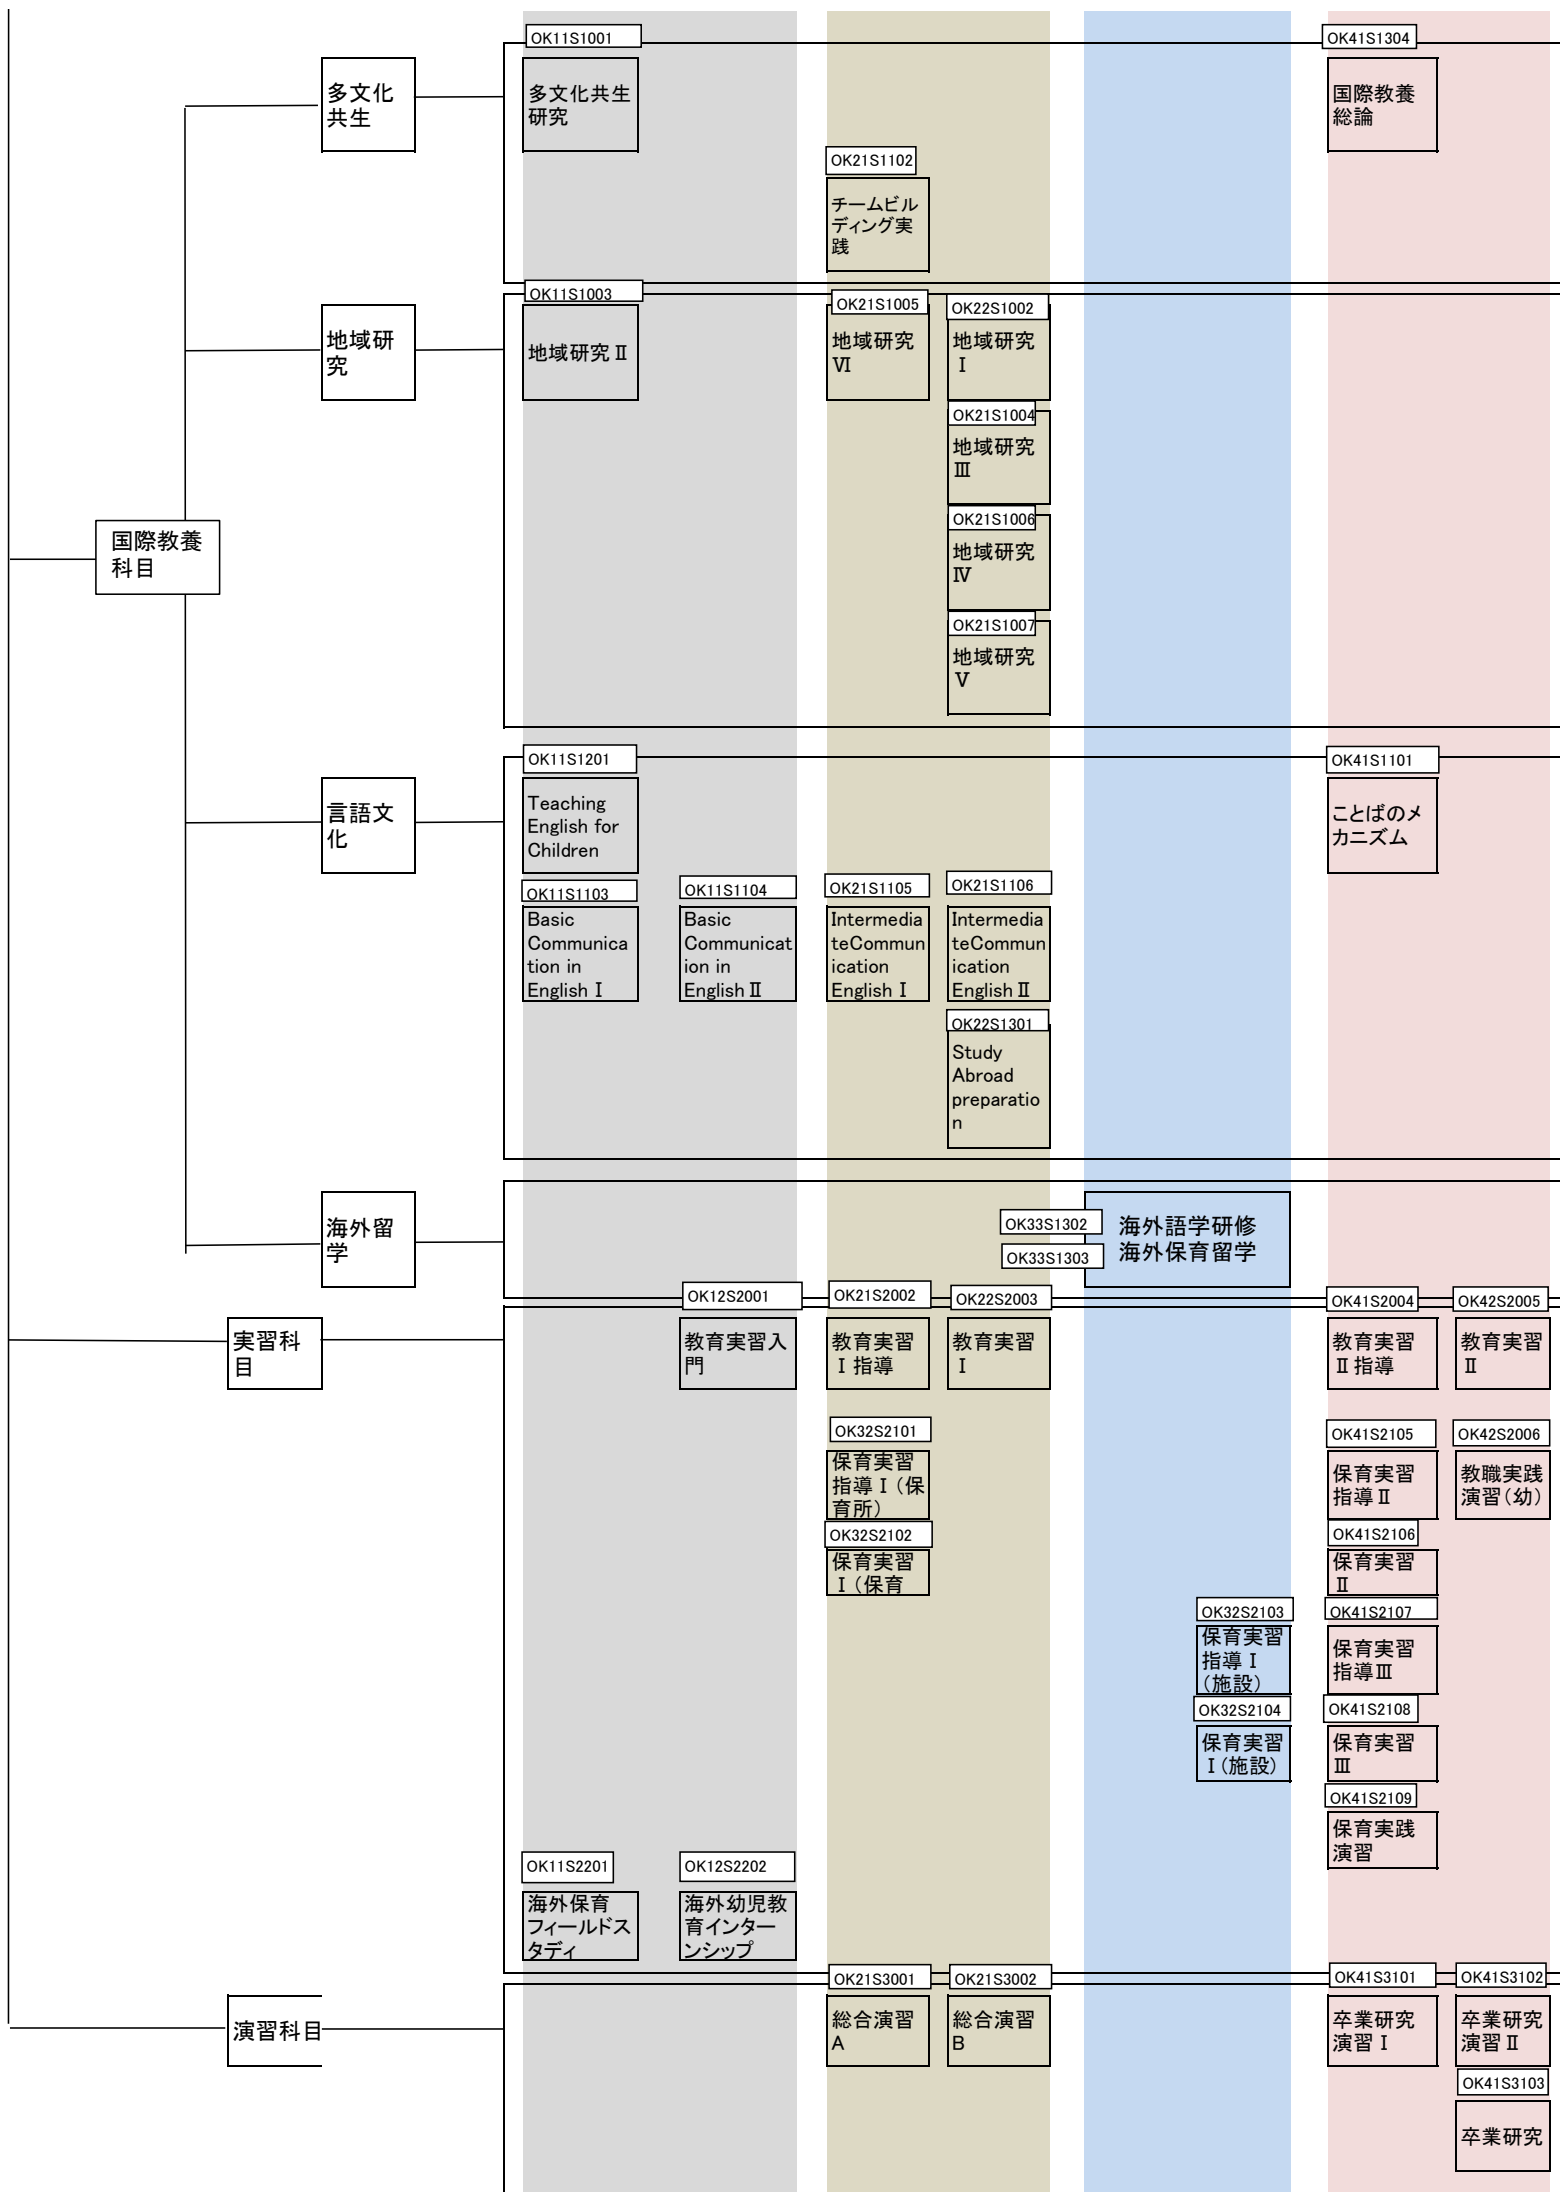 OK11S1001
OK41S1304
多文化
共生
多文化共生
研究
国際教養
総論
OK21S1102
チームビル
ディング実
践
OK11S1003
OK21S1005
OK22S1002
地域研
究
地域研究Ⅱ
地域研究
Ⅵ
地域研究
Ⅰ
OK21S1004
地域研究
Ⅲ
OK21S1006
地域研究
Ⅳ
国際教養
科目
OK21S1007
地域研究
Ⅴ
OK11S1201
OK41S1101
言語文
化
Teaching
English for
Children
ことばのメ
カニズム
OK11S1103
OK11S1104
OK21S1105
OK21S1106
Basic
Communica
tion in
English Ⅰ
Basic
Communicat
ion in
English Ⅱ
Intermedia
teCommun
ication
English Ⅰ
Intermedia
teCommun
ication
English Ⅱ
OK22S1301
Study
Abroad
preparatio
n
海外留
学
OK33S1302
OK33S1303
海外語学研修
海外保育留学
OK12S2001
OK21S2002
OK22S2003
OK41S2004
OK42S2005
実習科
目
教育実習入
門
教育実習
Ⅰ指導
教育実習
Ⅰ
教育実習
Ⅱ指導
教育実習
Ⅱ
OK32S2101
OK41S2105
OK42S2006
保育実習
指導Ⅰ(保
育所)
保育実習
指導Ⅱ
教職実践
演習(幼)
OK32S2102
OK41S2106
保育実習
Ⅰ(保育
保育実習
Ⅱ
OK32S2103
OK41S2107
保育実習
指導Ⅰ
(施設)
保育実習
指導Ⅲ
OK32S2104
OK41S2108
保育実習
Ⅰ(施設)
保育実習
Ⅲ
OK41S2109
保育実践
演習
OK11S2201
OK12S2202
海外保育
フィールドス
タディ
海外幼児教
育インター
ンシップ
OK21S3001
OK21S3002
OK41S3101
OK41S3102
演習科目
総合演習
A
総合演習
B
卒業研究
演習Ⅰ
卒業研究
演習Ⅱ
OK41S3103
卒業研究